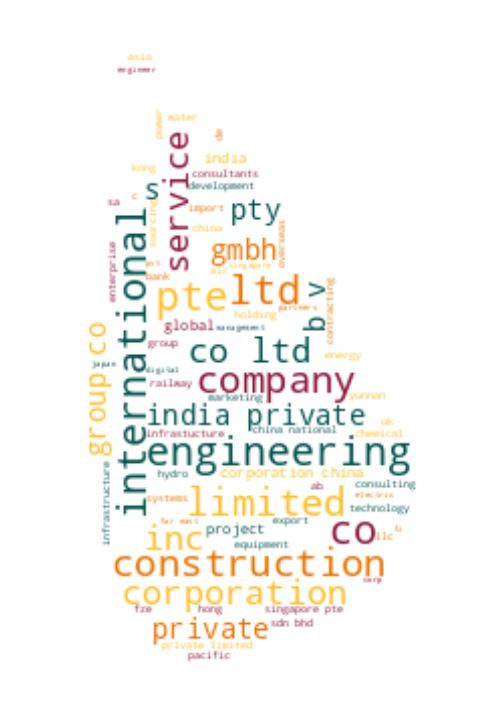 asia
engineer
power
water
de
service
india
kong
consultants
s
development
c
sa
import
pty
sourcing
international
china
overseas
gmbh
enterprise
air
singapore
bank
pte
ltd
b v
holding
partners
contracting
global
management
group co
group
co ltd
energy
japan
digital
railway
company
marketing
yunnan
india private
uk
infrastucture
china national
chemical
engineering
infrastructure
hydro
corporation china
ab
consulting
systems
limited
electric
technology
far east
export
inc
project
co
llc
equipment
construction
corp
corporation
fze
hong
singapore pte
private
sdn bhd
private limited
pacific